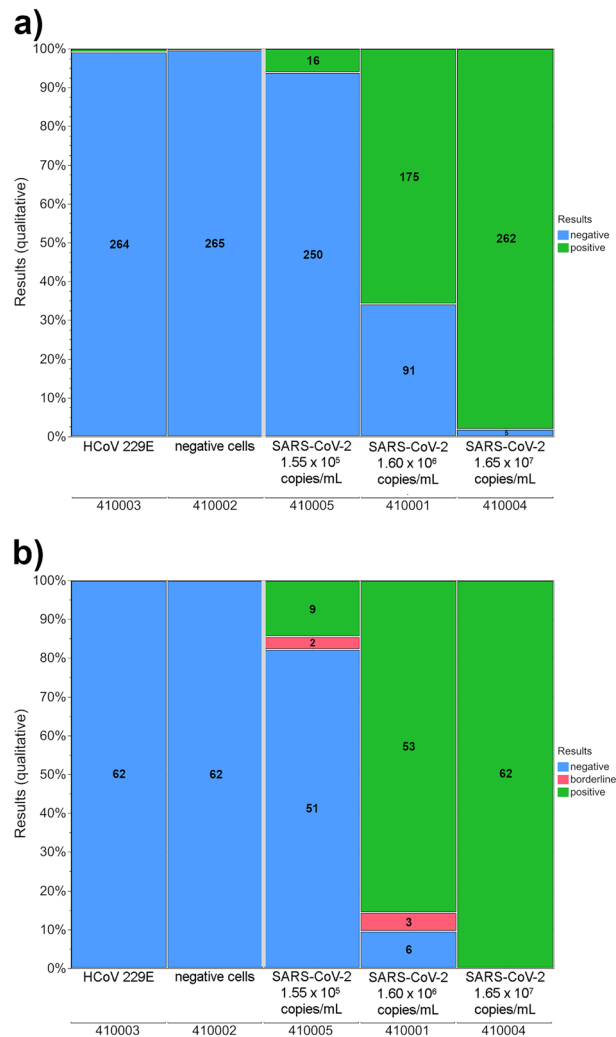 a)
100%
90%
80%
70%
60%
50%
40%
30%
20%
10%
0%
Results (qualitative)
264
265
16
250
175
91
262
5
Results
negative
positive
HCoV 229E
negative cells
SARS-CoV-2
1.55 x 10⁵
copies/mL
SARS-CoV-2
1.60 x 10⁶
copies/mL
SARS-CoV-2
1.65 x 10⁷
copies/mL
410003
410002
410005
410001
410004
b)
100%
90%
80%
70%
60%
50%
40%
30%
20%
10%
0%
Results (qualitative)
62
62
9
2
51
53
3
6
62
Results
negative
borderline
positive
HCoV 229E
negative cells
SARS-CoV-2
1.55 x 10⁵
copies/mL
SARS-CoV-2
1.60 x 10⁶
copies/mL
SARS-CoV-2
1.65 x 10⁷
copies/mL
410003
410002
410005
410001
410004